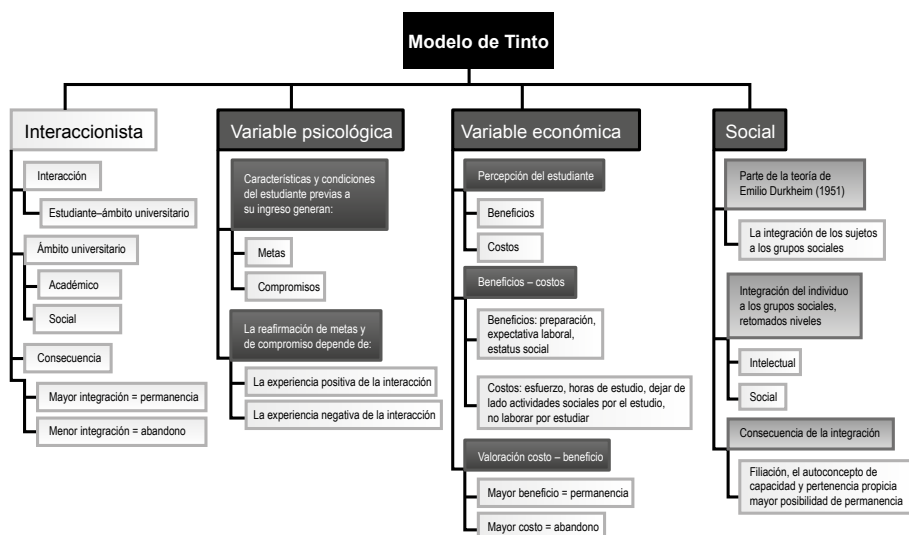 Modelo de Tinto
Interaccionista
Interacción
Estudiante–ámbito universitario
Ámbito universitario
Académico
Social
Consecuencia
Mayor integración = permanencia
Menor integración = abandono
Variable psicológica
Características y condiciones
del estudiante previas a
su ingreso generan:
Metas
Compromisos
La reafirmación de metas y
de compromiso depende de:
La experiencia positiva de la interacción
La experiencia negativa de la interacción
Variable económica
Percepción del estudiante
Beneficios
Costos
Beneficios – costos
Beneficios: preparación,
expectativa laboral,
estatus social
Costos: esfuerzo, horas de estudio, dejar de
lado actividades sociales por el estudio,
no laborar por estudiar
Valoración costo – beneficio
Mayor beneficio = permanencia
Mayor costo = abandono
Social
Parte de la teoría de
Emilio Durkheim (1951)
La integración de los sujetos
a los grupos sociales
Integración del individuo
a los grupos sociales,
retomados niveles
Intelectual
Social
Consecuencia de la integración
Filiación, el autoconcepto de
capacidad y pertenencia propicia
mayor posibilidad de permanencia